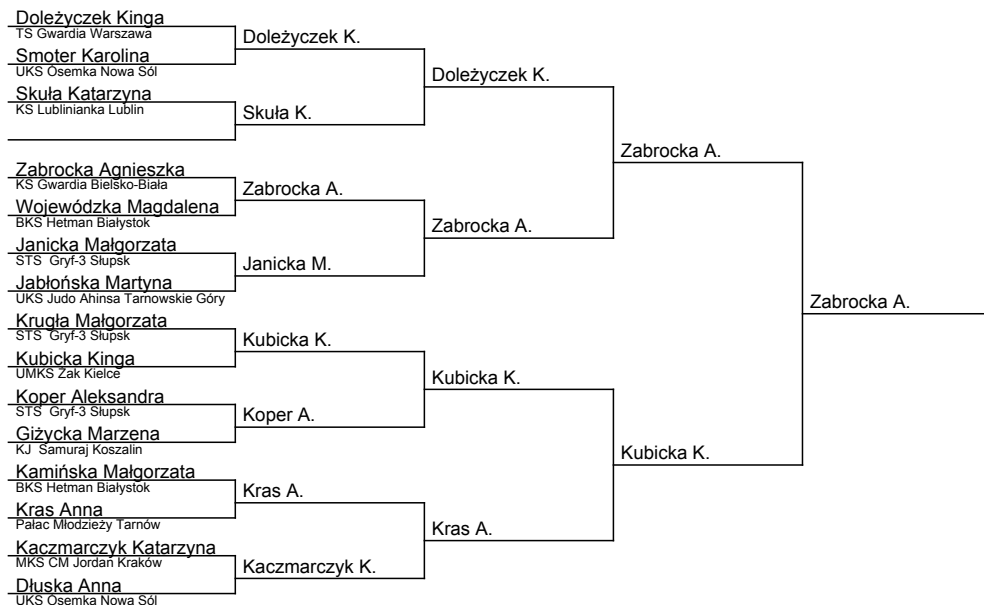 Doleżyczek Kinga
TS Gwardia Warszawa
Smoter Karolina
UKS Ósemka Nowa Sól
Skuła Katarzyna
KS Lublinianka Lublin
Zabrocka Agnieszka
KS Gwardia Bielsko-Biała
Wojewódzka Magdalena
BKS Hetman Białystok
Janicka Małgorzata
STS Gryf-3 Słupsk
Jabłońska Martyna
UKS Judo Ahinsa Tarnowskie Góry
Krugła Małgorzata
STS Gryf-3 Słupsk
Kubicka Kinga
UMKS Żak Kielce
Koper Aleksandra
STS Gryf-3 Słupsk
Giżycka Marzena
KJ Samuraj Koszalin
Kamińska Małgorzata
BKS Hetman Białystok
Kras Anna
Pałac Młodzieży Tarnów
Kaczmarczyk Katarzyna
MKS CM Jordan Kraków
Dłuska Anna
UKS Ósemka Nowa Sól
Doleżyczek K.
Skuła K.
Zabrocka A.
Janicka M.
Kubicka K.
Koper A.
Kras A.
Kaczmarczyk K.
Doleżyczek K.
Zabrocka A.
Kubicka K.
Kras A.
Zabrocka A.
Kubicka K.
Zabrocka A.